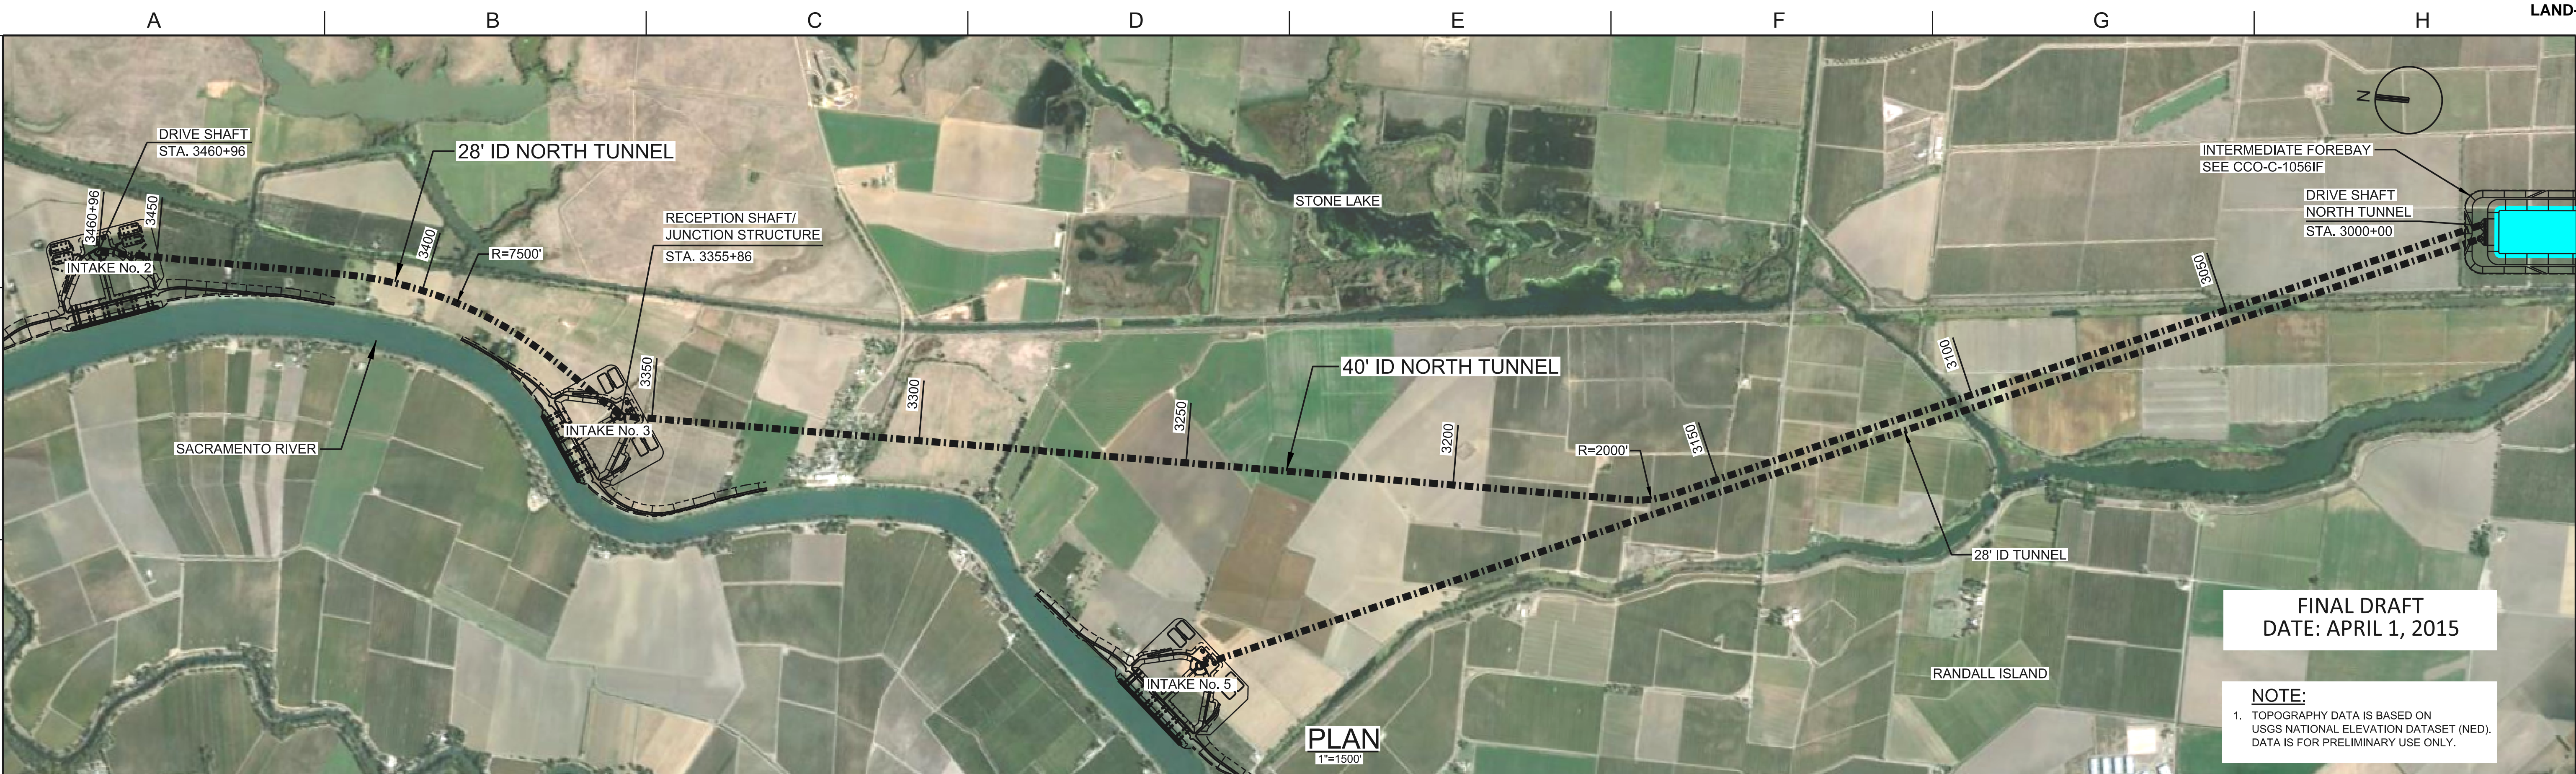 A B C D E F G H
LAND-
N
DRIVE SHAFT
STA. 3460+96
28' ID NORTH TUNNEL
3460+96
3450
3400
R=7500'
INTAKE No. 2
RECEPTION SHAFT/
JUNCTION STRUCTURE
STA. 3355+86
3350
INTAKE No. 3
SACRAMENTO RIVER
STONE LAKE
INTERMEDIATE FOREBAY
SEE CCO-C-1056IF
DRIVE SHAFT
NORTH TUNNEL
STA. 3000+00
3050
3100
40' ID NORTH TUNNEL
3300
3250
3200
R=2000'
3150
28' ID TUNNEL
INTAKE No. 5
RANDALL ISLAND
FINAL DRAFT
DATE: APRIL 1, 2015
NOTE:
1. TOPOGRAPHY DATA IS BASED ON
USGS NATIONAL ELEVATION DATASET (NED).
DATA IS FOR PRELIMINARY USE ONLY.
PLAN
1"=1500'